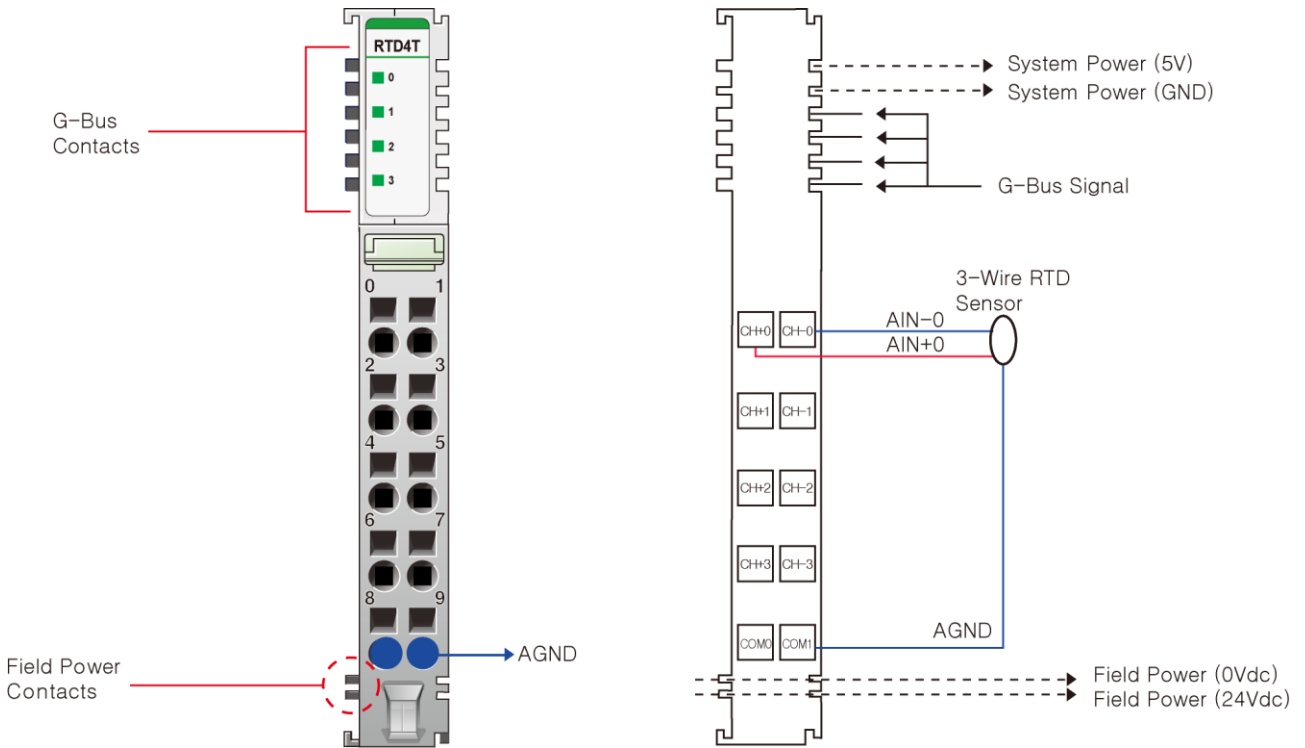 RTD4T
0
1
2
3
G-Bus
Contacts
0 1
2 3
4 5
6 7
8 9
AGND
Field Power
Contacts
System Power (5V)
System Power (GND)
G-Bus Signal
3-Wire RTD
Sensor
CH+0 CH-0
AIN-0
AIN+0
CH+1 CH-1
CH+2 CH-2
CH+3 CH-3
COM0 COM1
AGND
Field Power (0Vdc)
Field Power (24Vdc)